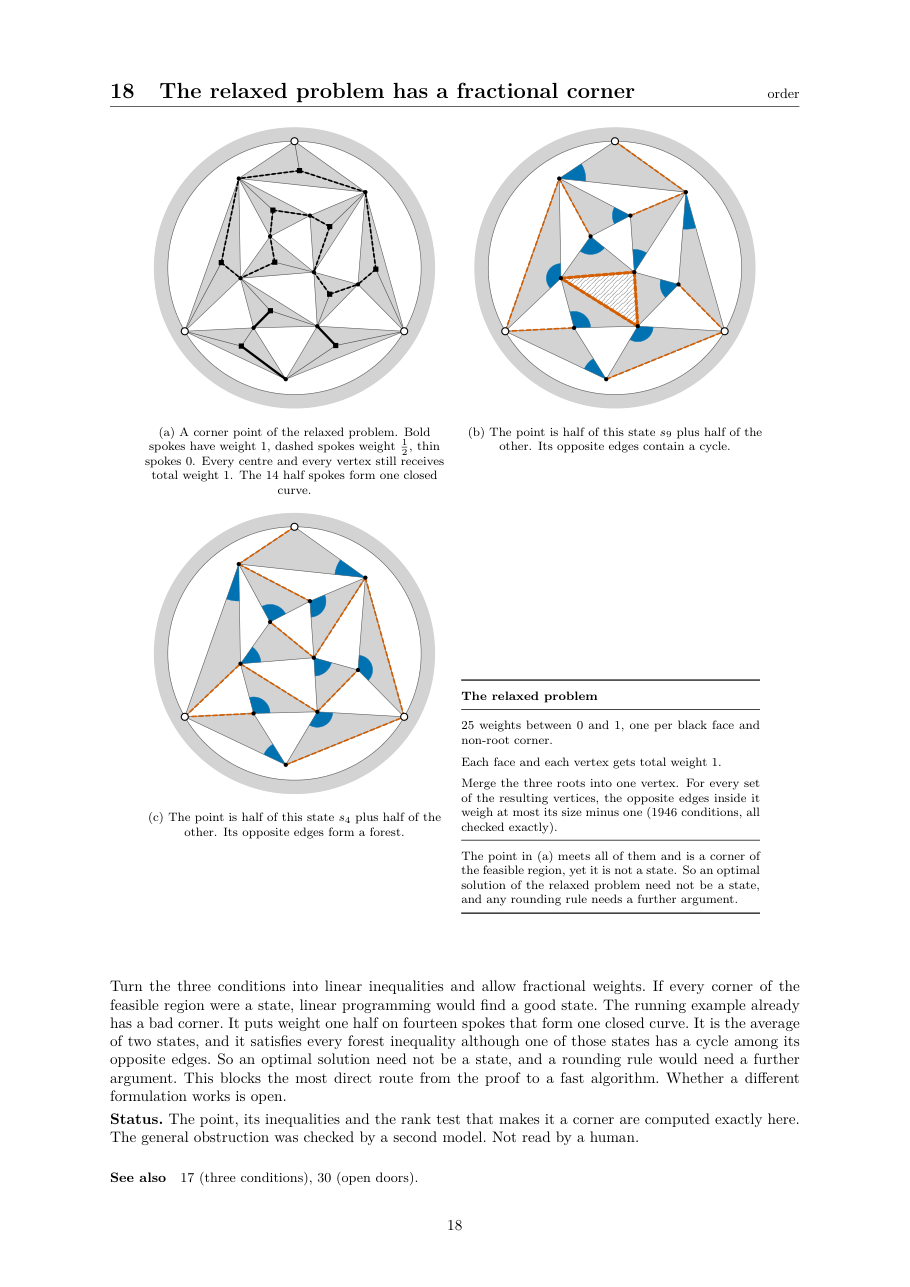 18 The relaxed problem has a fractional corner order
(a) A corner point of the relaxed problem. Bold
spokes have weight 1, dashed spokes weight 1/2, thin
spokes 0. Every centre and every vertex still receives
total weight 1. The 14 half spokes form one closed
curve.
(b) The point is half of this state s₉ plus half of the
other. Its opposite edges contain a cycle.
(c) The point is half of this state s₄ plus half of the
other. Its opposite edges form a forest.
The relaxed problem
25 weights between 0 and 1, one per black face and
non-root corner.
Each face and each vertex gets total weight 1.
Merge the three roots into one vertex. For every set
of the resulting vertices, the opposite edges inside it
weigh at most its size minus one (1946 conditions, all
checked exactly).
The point in (a) meets all of them and is a corner of
the feasible region, yet it is not a state. So an optimal
solution of the relaxed problem need not be a state,
and any rounding rule needs a further argument.
Turn the three conditions into linear inequalities and allow fractional weights. If every corner of the
feasible region were a state, linear programming would find a good state. The running example already
has a bad corner. It puts weight one half on fourteen spokes that form one closed curve. It is the average
of two states, and it satisfies every forest inequality although one of those states has a cycle among its
opposite edges. So an optimal solution need not be a state, and a rounding rule would need a further
argument. This blocks the most direct route from the proof to a fast algorithm. Whether a different
formulation works is open.
Status. The point, its inequalities and the rank test that makes it a corner are computed exactly here.
The general obstruction was checked by a second model. Not read by a human.
See also 17 (three conditions), 30 (open doors).
18